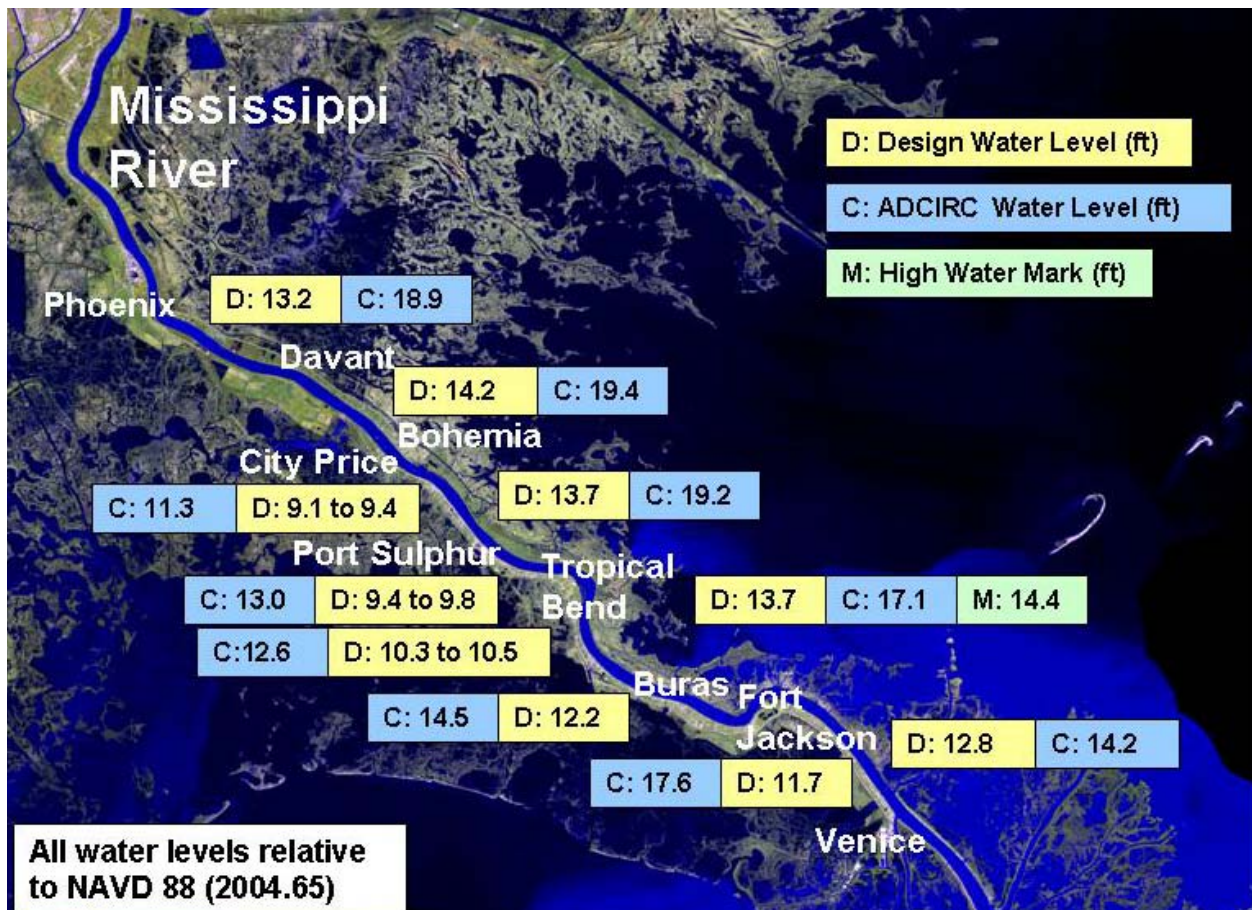 Mississippi
River
D: Design Water Level (ft)
C: ADCIRC Water Level (ft)
M: High Water Mark (ft)
Phoenix
D: 13.2 C: 18.9
Davant
D: 14.2 C: 19.4
Bohemia
City Price
D: 13.7 C: 19.2
C: 11.3 D: 9.1 to 9.4
Port Sulphur
Tropical
Bend
C: 13.0 D: 9.4 to 9.8
D: 13.7 C: 17.1 M: 14.4
C:12.6 D: 10.3 to 10.5
Buras
Fort
Jackson
C: 14.5 D: 12.2
D: 12.8 C: 14.2
C: 17.6 D: 11.7
Venice
All water levels relative
to NAVD 88 (2004.65)